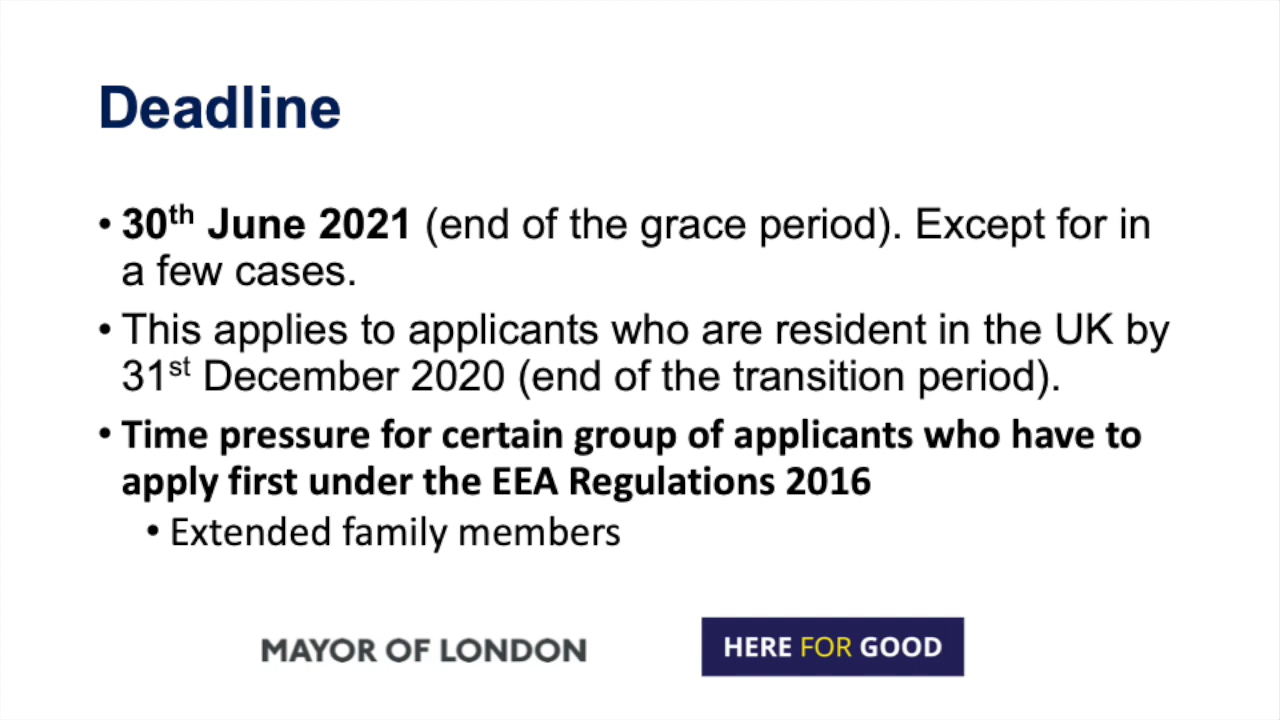 Deadline
• 30th June 2021 (end of the grace period). Except for in
a few cases.
• This applies to applicants who are resident in the UK by
31st December 2020 (end of the transition period).
• Time pressure for certain group of applicants who have to
apply first under the EEA Regulations 2016
• Extended family members
MAYOR OF LONDON
HERE FOR GOOD